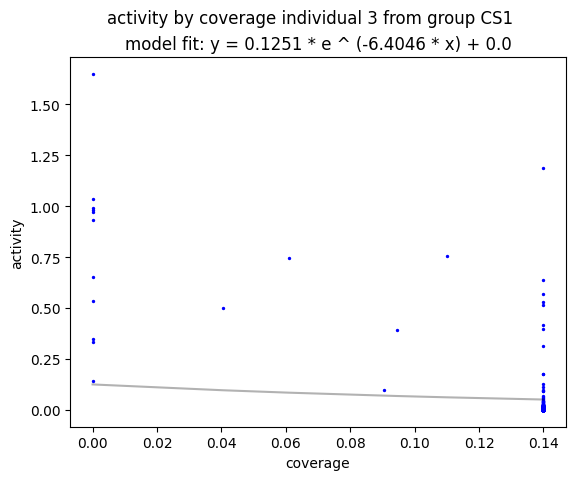 activity by coverage individual 3 from group CS1
model fit: y = 0.1251 * e ^ (-6.4046 * x) + 0.0
1.50
1.25
1.00
0.75
0.50
0.25
0.00
activity
0.00 0.02 0.04 0.06 0.08 0.10 0.12 0.14
coverage